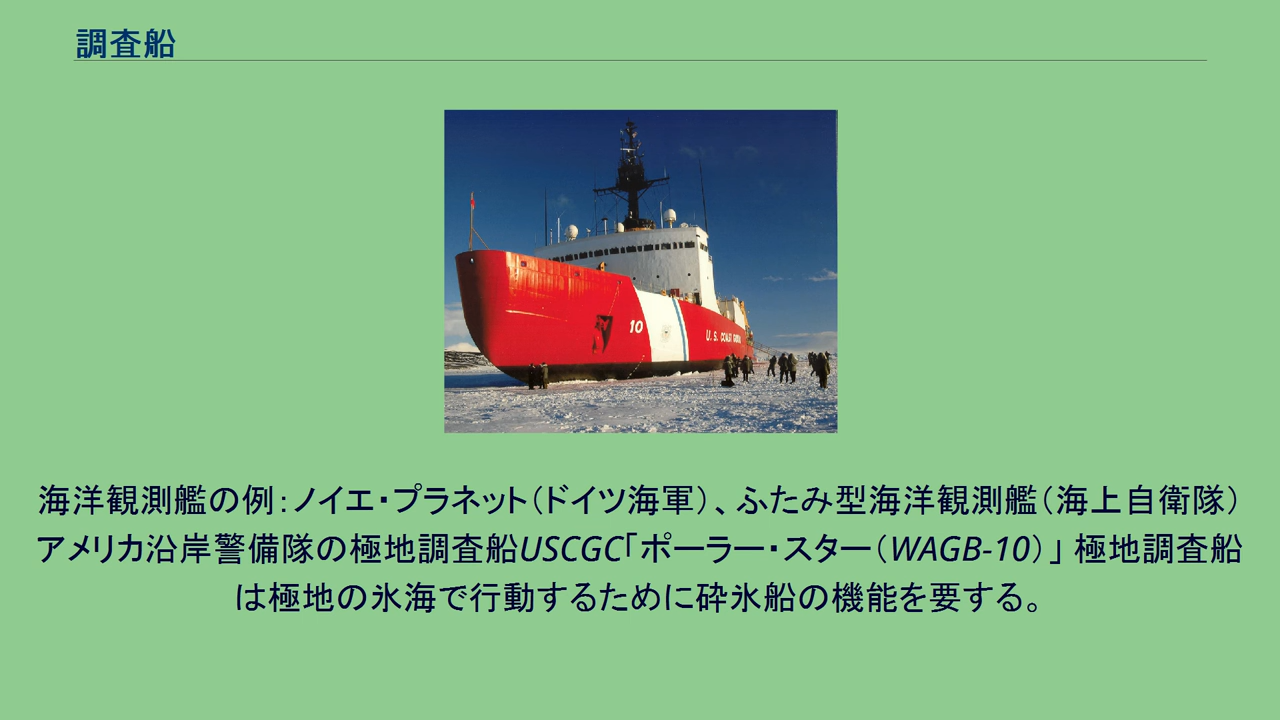 調査船
10
U. S. COAST GUARD
海洋観測艦の例：ノイエ・プラネット（ドイツ海軍）、ふたみ型海洋観測艦（海上自衛隊）
アメリカ沿岸警備隊の極地調査船USCGC「ポーラー・スター（WAGB-10）」 極地調査船
は極地の氷海で行動するために砕氷船の機能を要する。